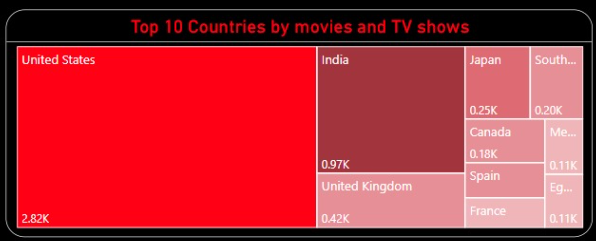 Top 10 Countries by movies and TV shows
United States
2.82K
India
0.97K
United Kingdom
0.42K
Japan
0.25K
South...
0.20K
Canada
0.18K
Me...
0.11K
Spain
France
Eg...
0.11K